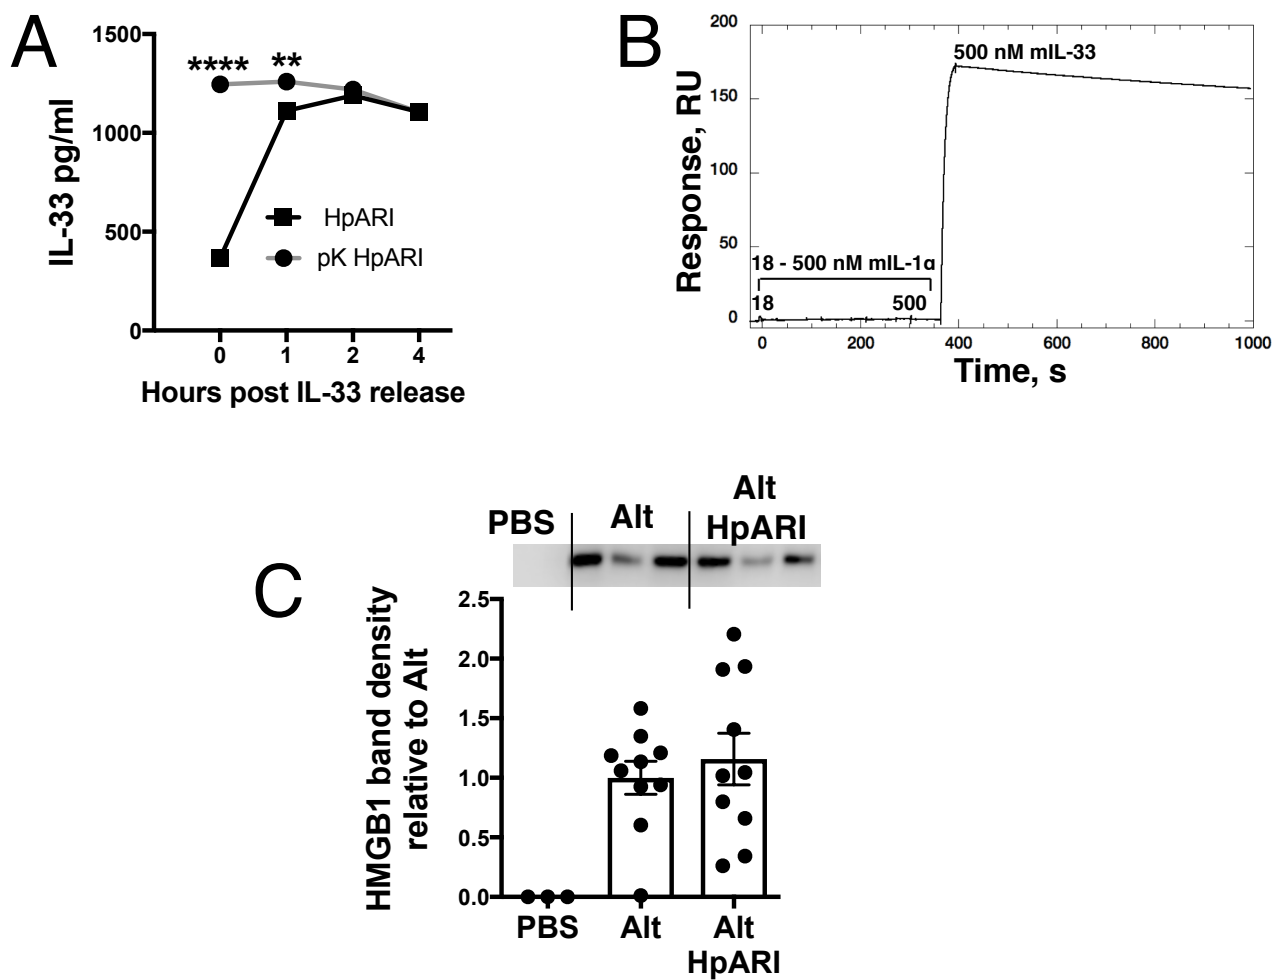 A
1500
1000
500
0
IL-33 pg/ml
**** **
HpARI
pK HpARI
0 1 2 4
Hours post IL-33 release
B
200
150
100
50
0
Response, RU
500 nM mIL-33
18 - 500 nM mIL-1α
18 500
0 200 400 600 800 1000
Time, s
C
PBS Alt Alt
HpARI
2.5
2.0
1.5
1.0
0.5
0.0
HMGB1 band density
relative to Alt
PBS Alt Alt
HpARI